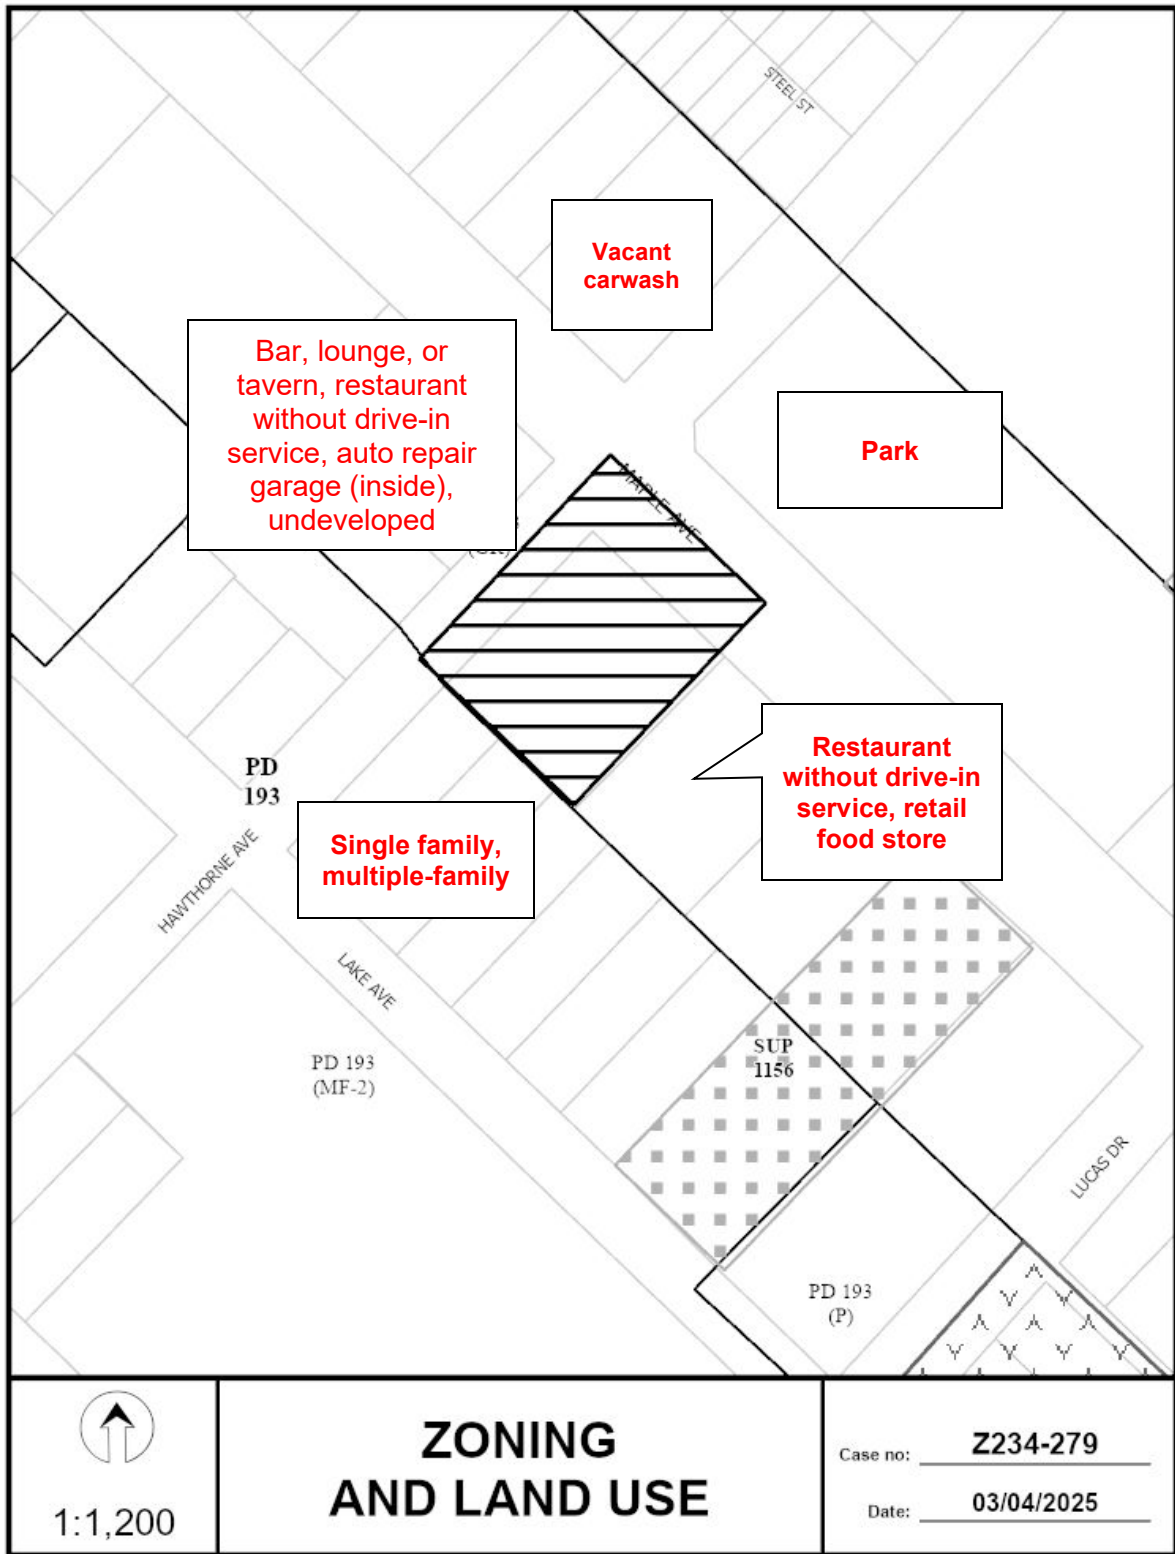 STEEL ST
Vacant
carwash
Bar, lounge, or
tavern, restaurant
without drive-in
service, auto repair
garage (inside),
undeveloped
Park
MAPLE AVE
Restaurant
without drive-in
service, retail
food store
PD
193
Single family,
multiple-family
HAWTHORNE AVE
LAKE AVE
PD 193
(MF-2)
SUP
1156
LUCAS DR
PD 193
(P)
1:1,200
ZONING
AND LAND USE
Case no: Z234-279
Date: 03/04/2025